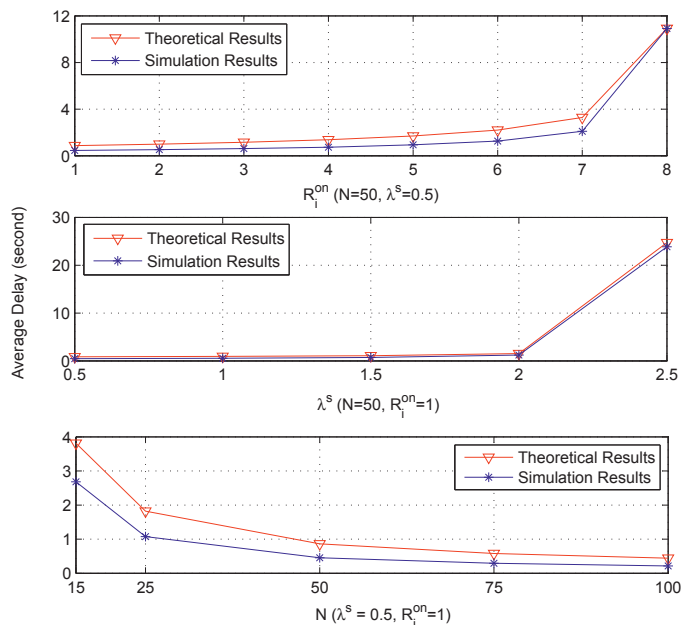 12
8
4
0
Theoretical Results
Simulation Results
1 2 3 4 5 6 7 8
R_i^on (N=50, λ^s=0.5)
Average Delay (second)
30
20
10
0
Theoretical Results
Simulation Results
0.5 1 1.5 2 2.5
λ^s (N=50, R_i^on=1)
4
3
2
1
0
Theoretical Results
Simulation Results
15 25 50 75 100
N (λ^s = 0.5, R_i^on=1)